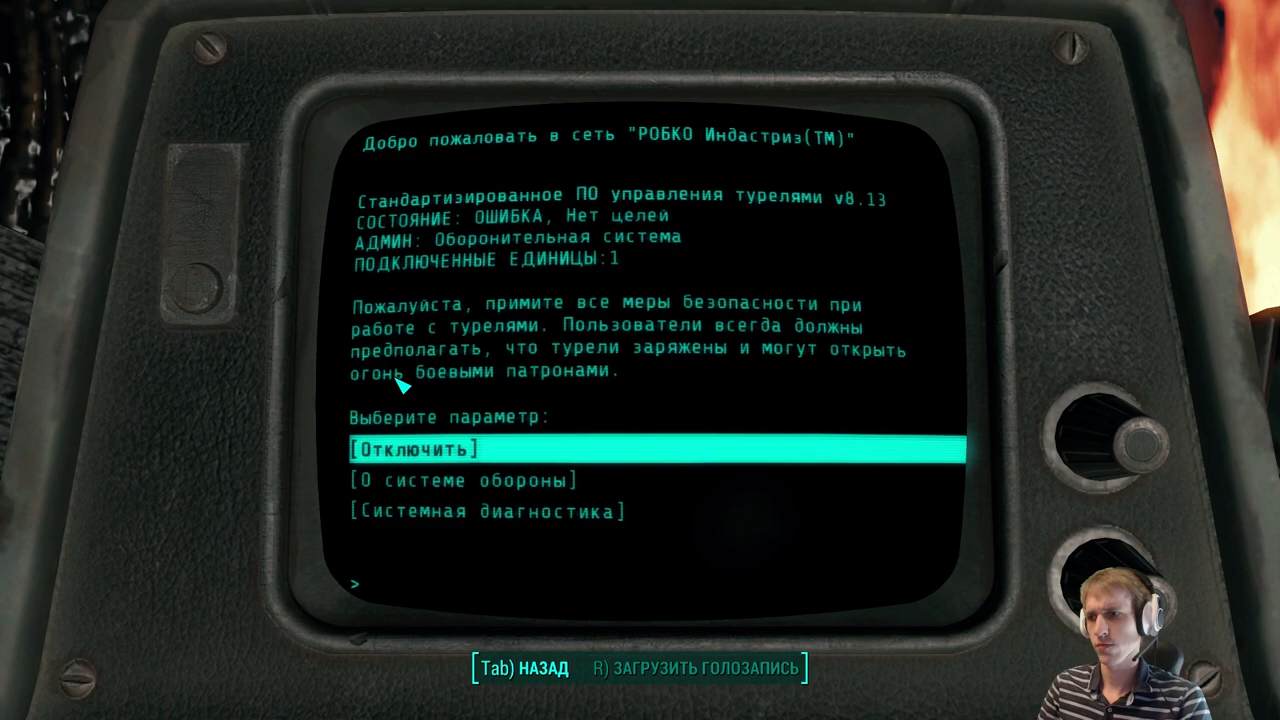 Добро пожаловать в сеть "РОБКО Индастриз(ТМ)"
Стандартизированное ПО управления турелями v8.13
СОСТОЯНИЕ: ОШИБКА, Нет целей
АДМИН: Оборонительная система
ПОДКЛЮЧЕННЫЕ ЕДИНИЦЫ:1
Пожалуйста, примите все меры безопасности при
работе с турелями. Пользователи всегда должны
предполагать, что турели заряжены и могут открыть
огонь боевыми патронами.
Выберите параметр:
[Отключить]
[О системе обороны]
[Системная диагностика]
>
Tab) НАЗАД R) ЗАГРУЗИТЬ ГОЛОЗАПИСЬ